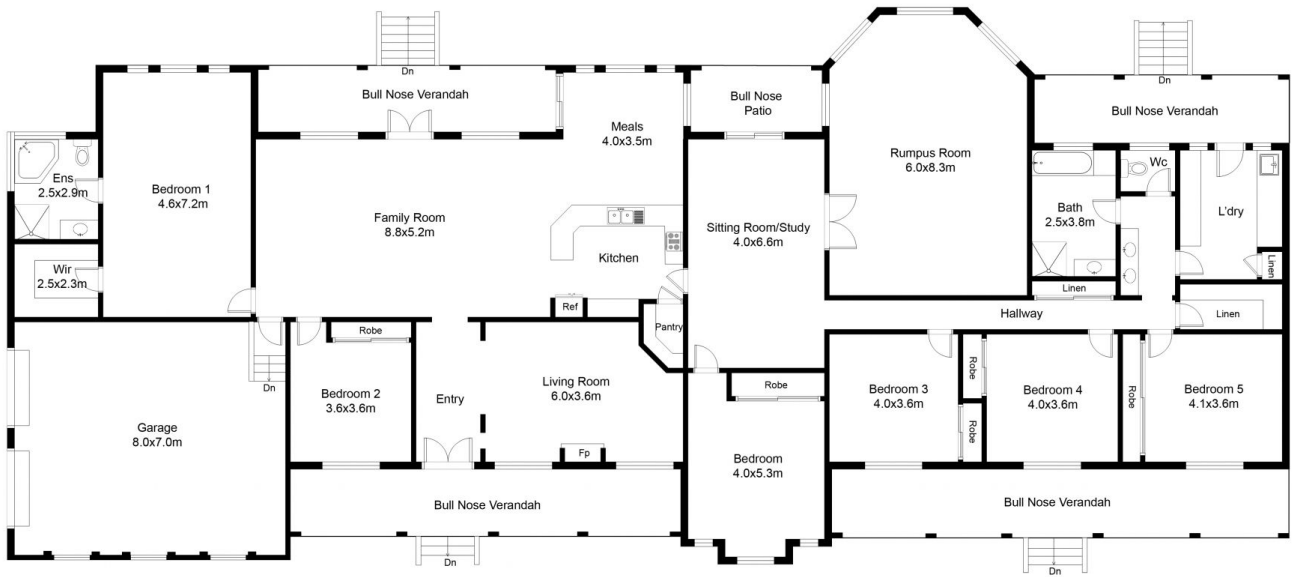 Dn
Bull Nose Verandah
Meals
4.0x3.5m
Bull Nose
Patio
Rumpus Room
6.0x8.3m
Dn
Bull Nose Verandah
Ens
2.5x2.9m
Bedroom 1
4.6x7.2m
Family Room
8.8x5.2m
Sitting Room/Study
4.0x6.6m
Bath
2.5x3.8m
Wc
L'dry
Linen
Wir
2.5x2.3m
Kitchen
Ref
Pantry
Linen
Hallway
Linen
Dn
Robe
Bedroom 2
3.6x3.6m
Entry
Living Room
6.0x3.6m
Fp
Garage
8.0x7.0m
Robe
Bedroom
4.0x5.3m
Bedroom 3
4.0x3.6m
Robe
Robe
Bedroom 4
4.0x3.6m
Robe
Bedroom 5
4.1x3.6m
Bull Nose Verandah
Dn
Bull Nose Verandah
Dn